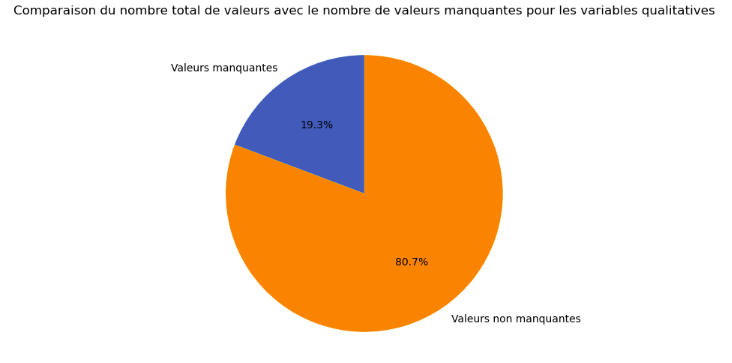 Comparaison du nombre total de valeurs avec le nombre de valeurs manquantes pour les variables qualitatives
Valeurs manquantes
19.3%
80.7%
Valeurs non manquantes